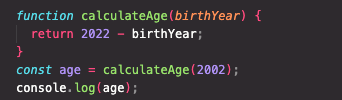 function calculateAge(birthYear) {
  return 2022 - birthYear;
}
const age = calculateAge(2002);
console.log(age);